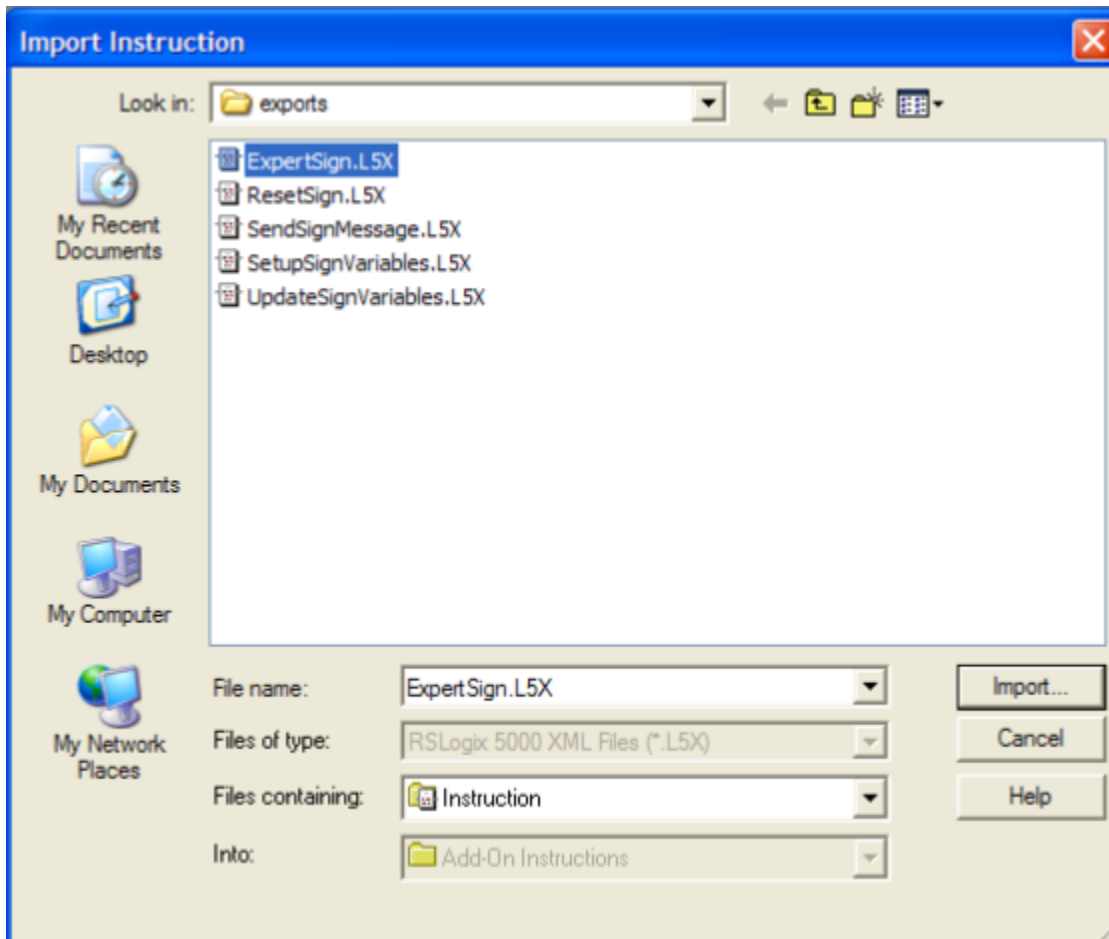 Import Instruction
Look in: exports
ExpertSign.L5X
ResetSign.L5X
SendSignMessage.L5X
SetupSignVariables.L5X
UpdateSignVariables.L5X
My Recent
Documents
Desktop
My Documents
My Computer
My Network
Places
File name: ExpertSign.L5X Import...
Files of type: RSLogix 5000 XML Files (*.L5X) Cancel
Files containing: Instruction Help
Into: Add-On Instructions